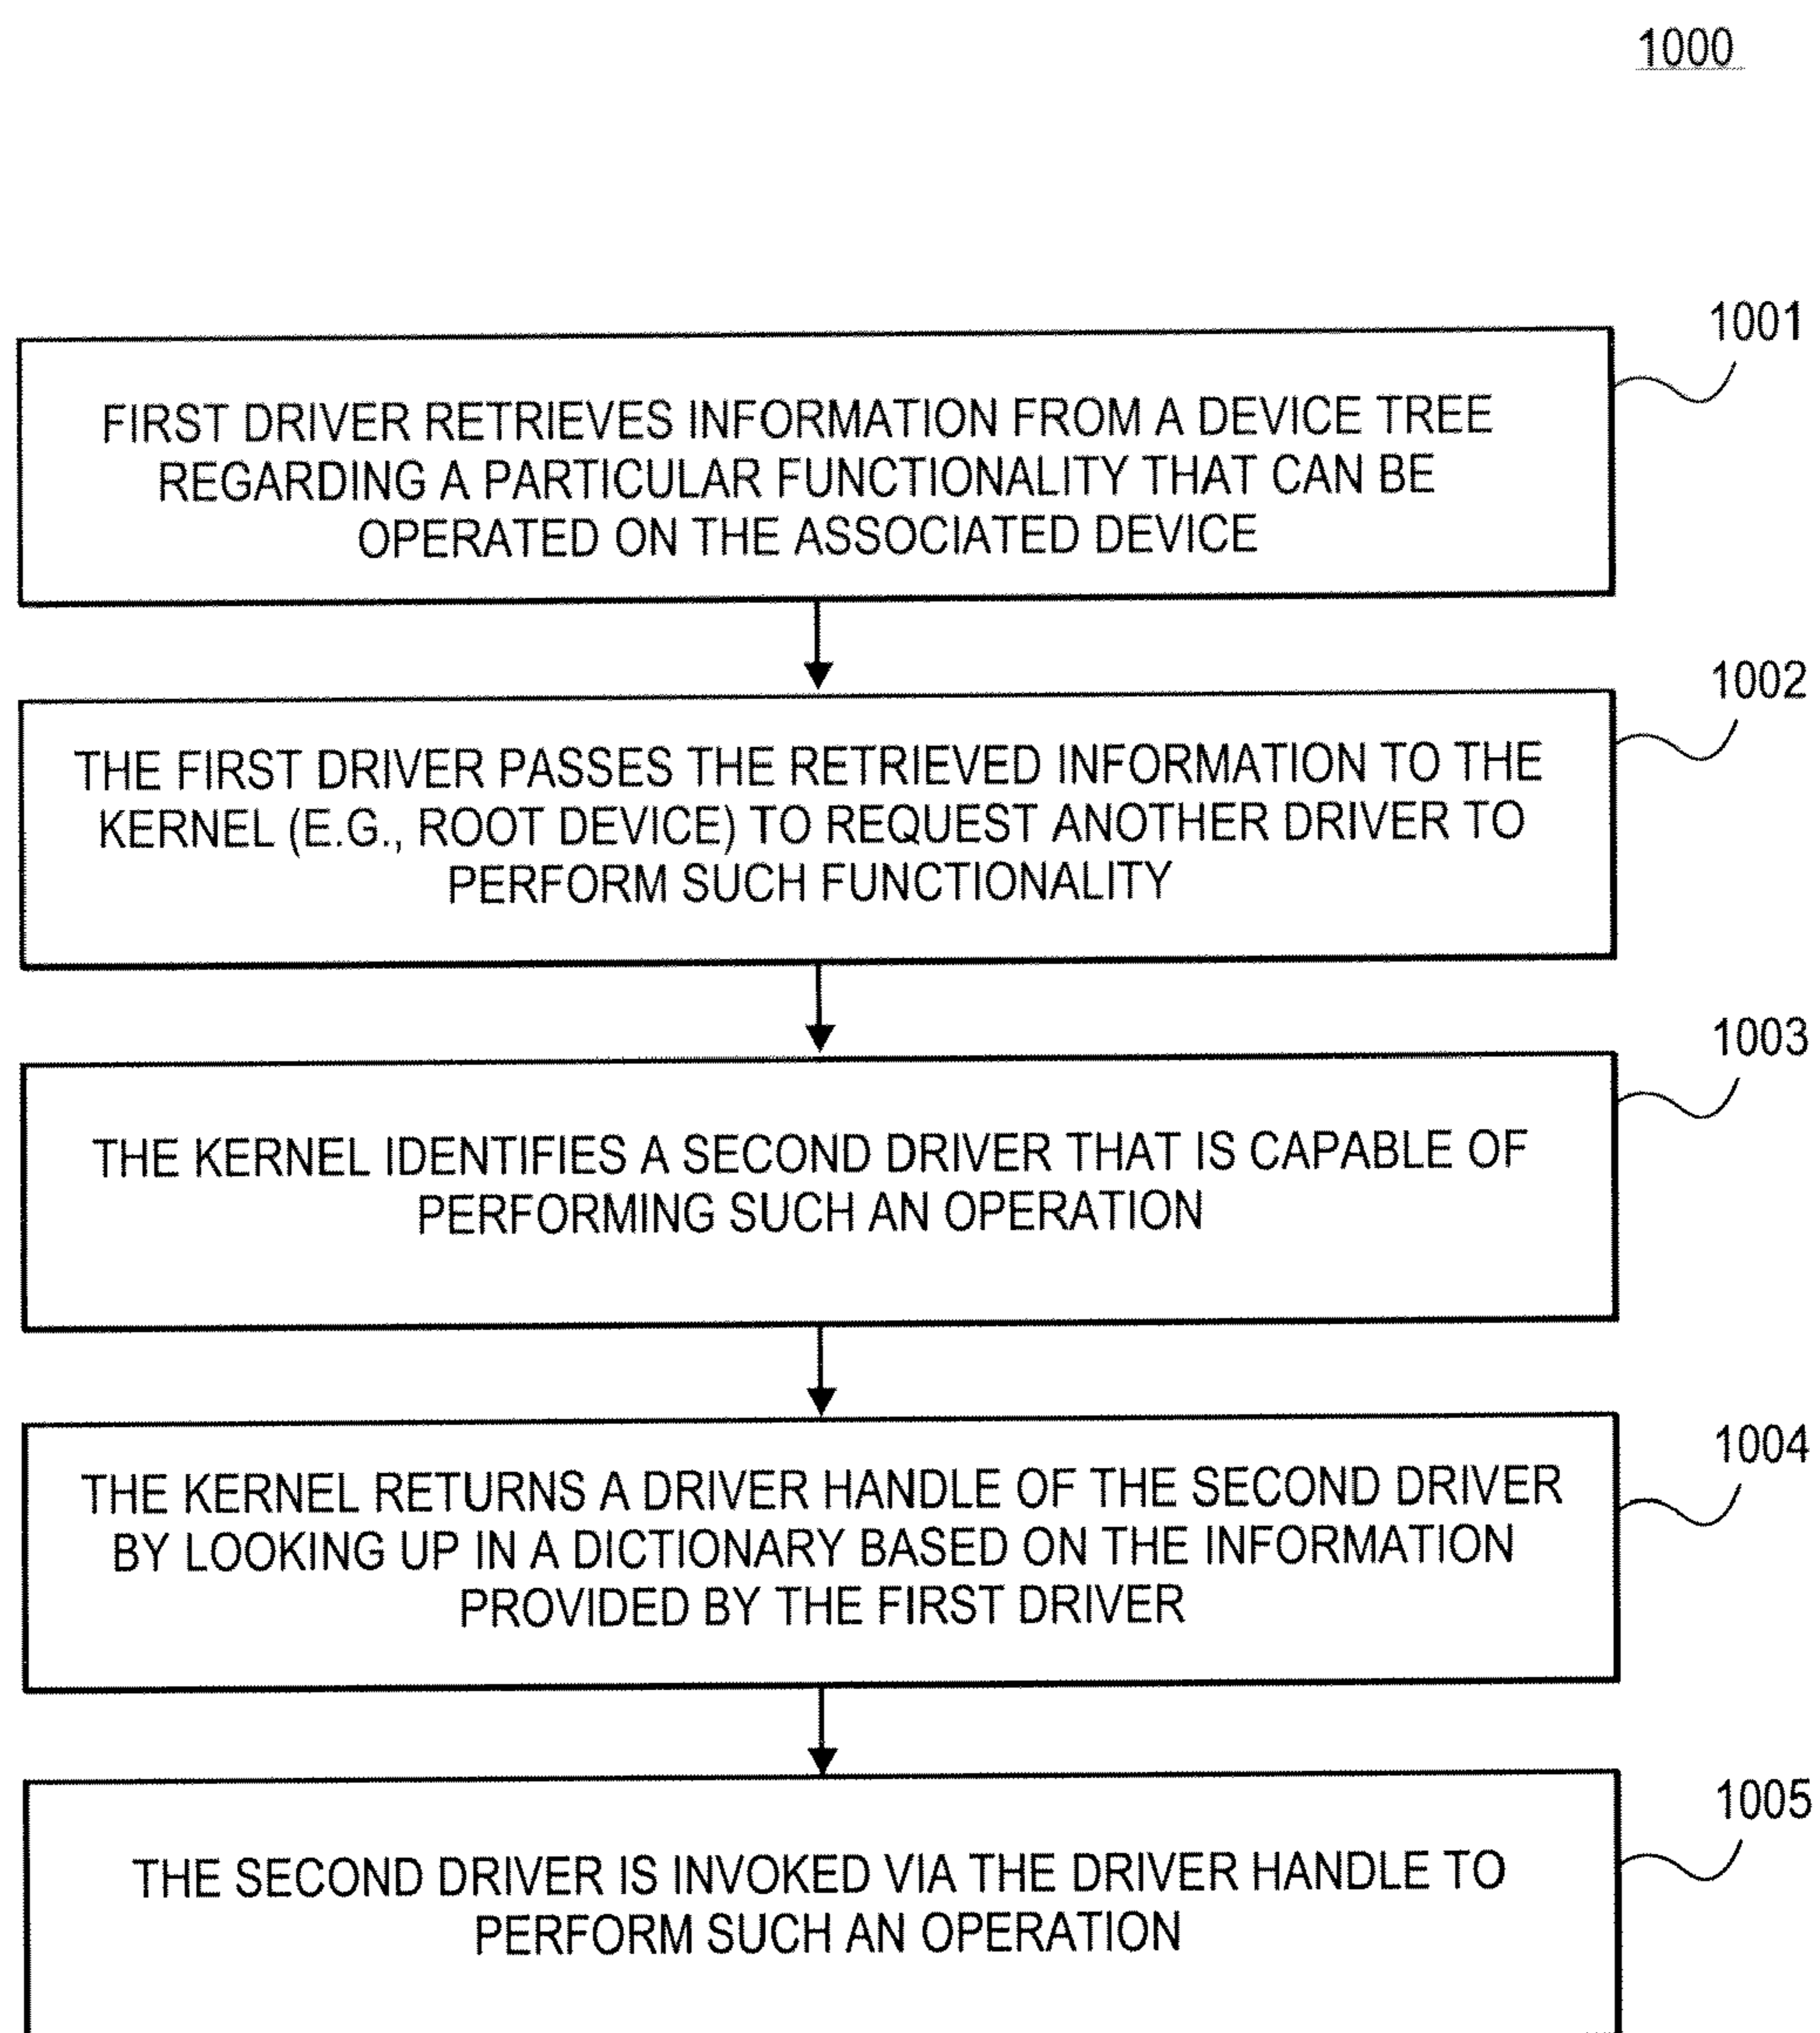 1000
1001
FIRST DRIVER RETRIEVES INFORMATION FROM A DEVICE TREE
REGARDING A PARTICULAR FUNCTIONALITY THAT CAN BE
OPERATED ON THE ASSOCIATED DEVICE
1002
THE FIRST DRIVER PASSES THE RETRIEVED INFORMATION TO THE
KERNEL (E.G., ROOT DEVICE) TO REQUEST ANOTHER DRIVER TO
PERFORM SUCH FUNCTIONALITY
1003
THE KERNEL IDENTIFIES A SECOND DRIVER THAT IS CAPABLE OF
PERFORMING SUCH AN OPERATION
1004
THE KERNEL RETURNS A DRIVER HANDLE OF THE SECOND DRIVER
BY LOOKING UP IN A DICTIONARY BASED ON THE INFORMATION
PROVIDED BY THE FIRST DRIVER
1005
THE SECOND DRIVER IS INVOKED VIA THE DRIVER HANDLE TO
PERFORM SUCH AN OPERATION